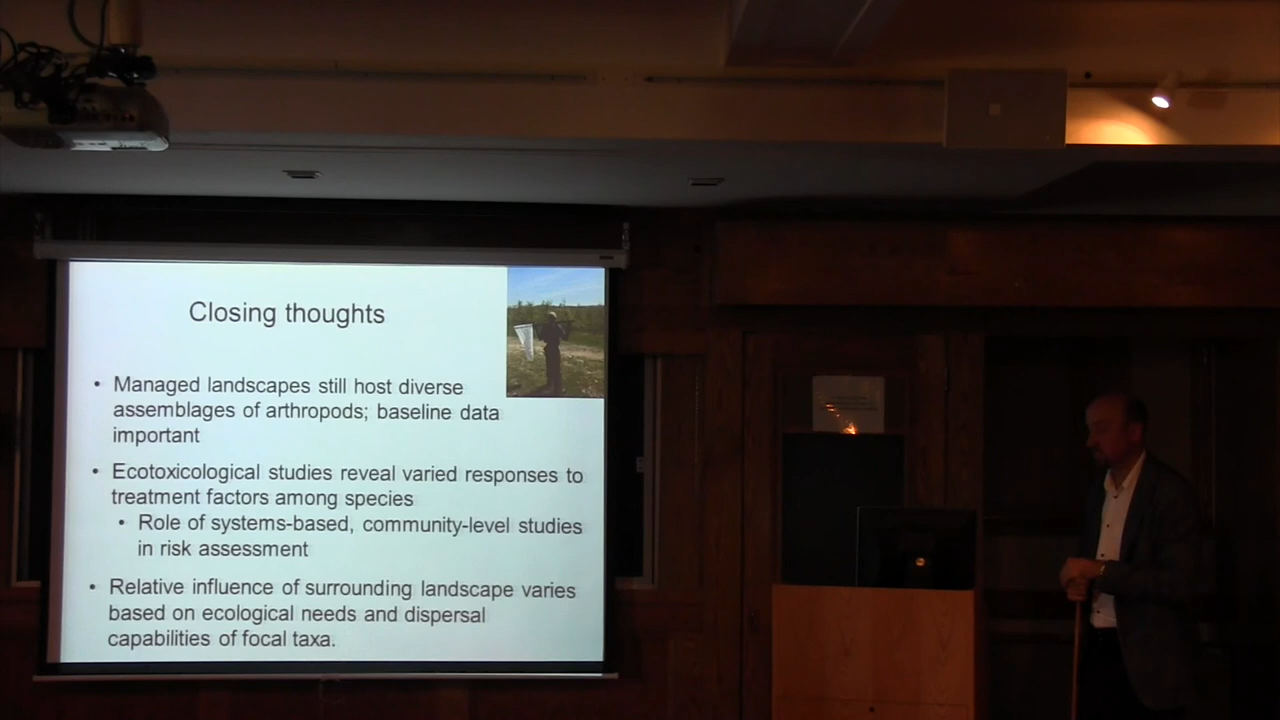 Closing thoughts
• Managed landscapes still host diverse
assemblages of arthropods; baseline data
important
• Ecotoxicological studies reveal varied responses to
treatment factors among species
• Role of systems-based, community-level studies
in risk assessment
• Relative influence of surrounding landscape varies
based on ecological needs and dispersal
capabilities of focal taxa.